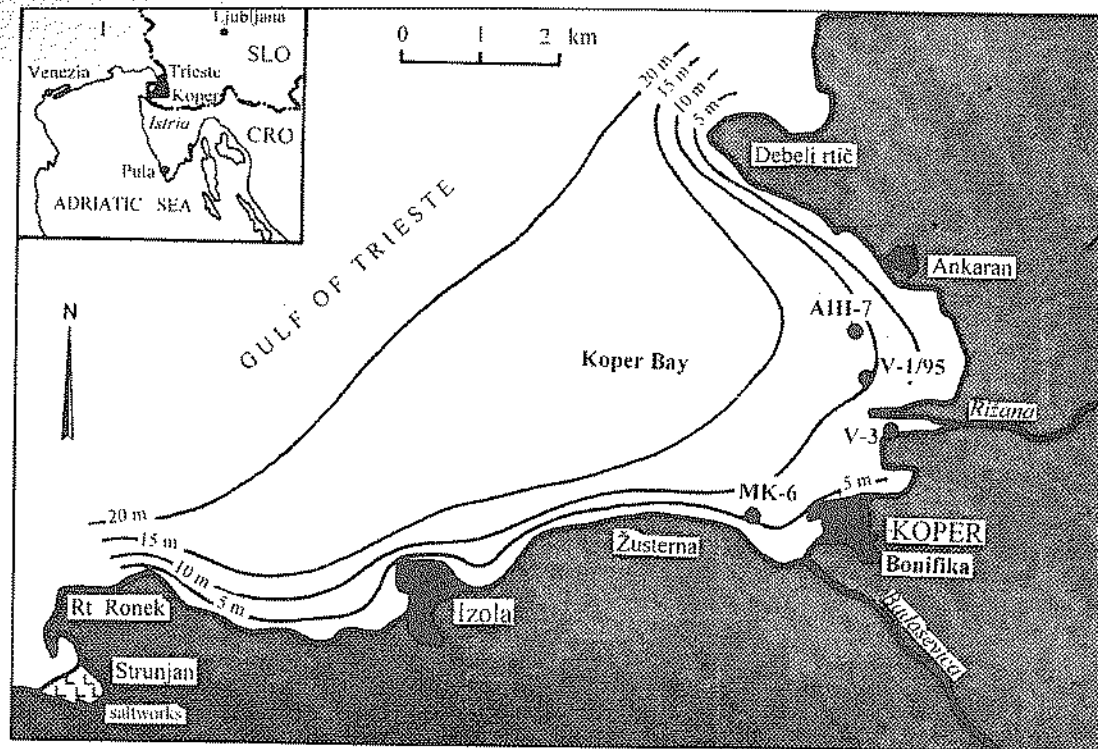 I
Ljubljana
SLO
Venezia
Trieste
Koper
Istria
CRO
Pula
ADRIATIC SEA
0 1 2 km
20 m
15 m
10 m
5 m
Debeli rtič
GULF OF TRIESTE
Ankaran
N
AIH-7
Koper Bay
V-1/95
Rižana
V-3
MK-6
5 m
KOPER
Žusterna
Bonifika
20 m
15 m
10 m
5 m
Rt Ronek
Izola
Strunjan
saltworks